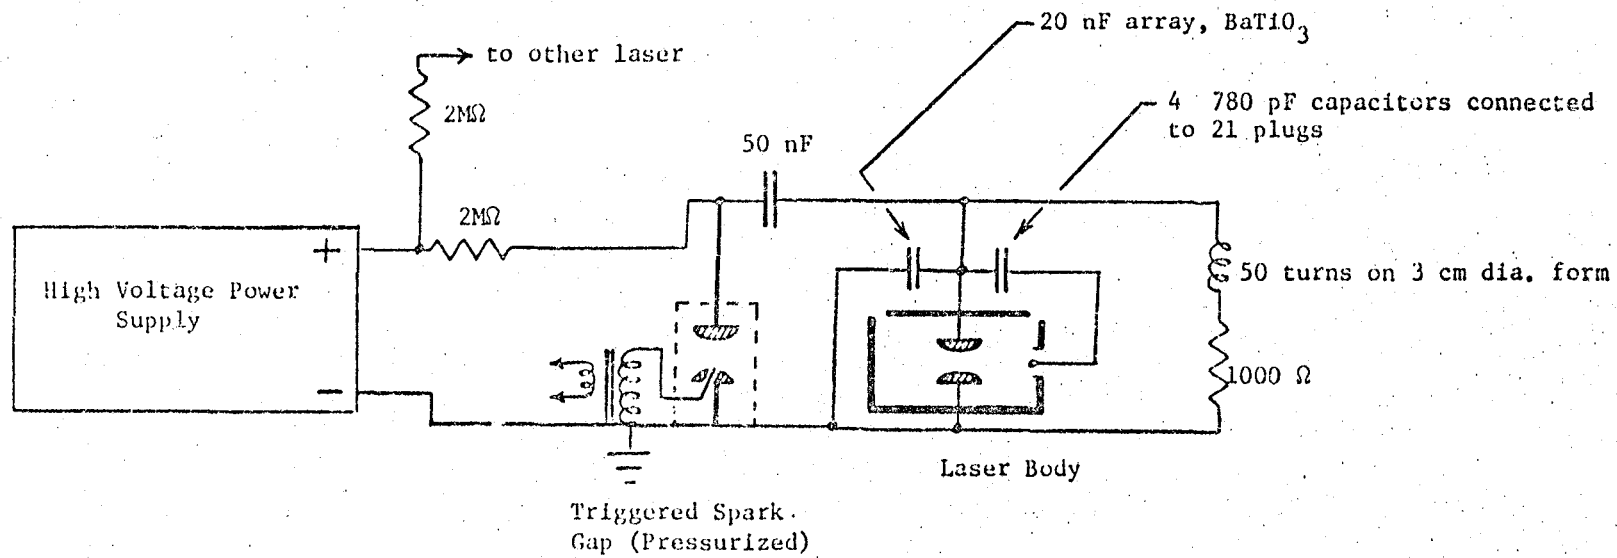 20 nF array, BaTiO3
to other laser
4 780 pF capacitors connected
to 21 plugs
2MΩ
50 nF
2MΩ
+
High Voltage Power
Supply
50 turns on 3 cm dia. form
-
1000 Ω
Laser Body
Triggered Spark
Gap (Pressurized)